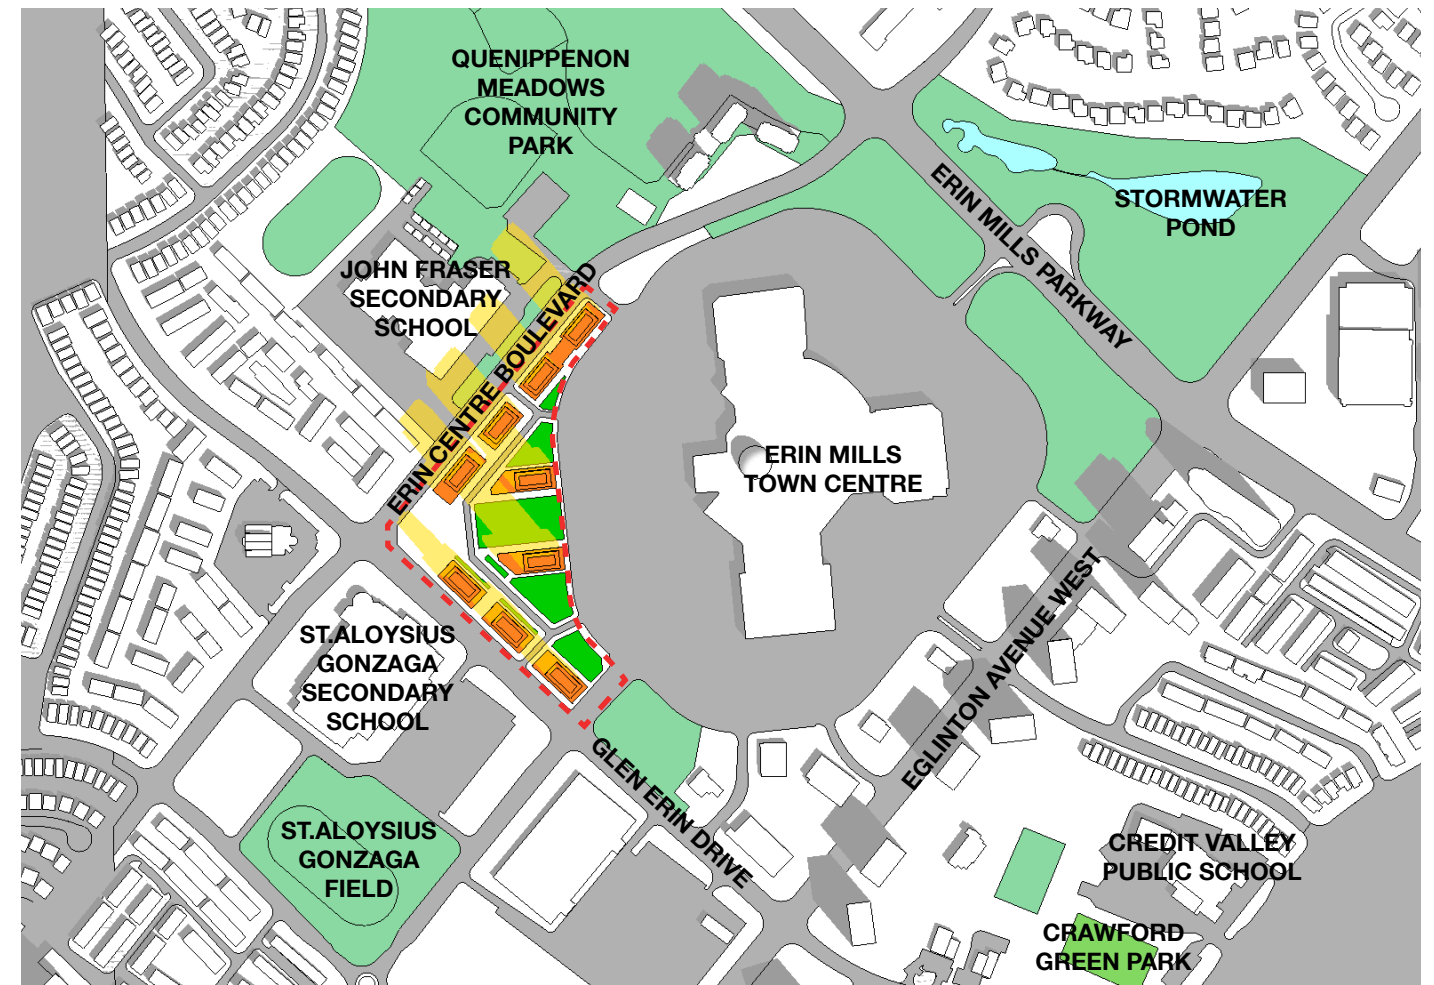 QUENIPPENON
MEADOWS
COMMUNITY
PARK
ERIN MILLS PARKWAY
STORMWATER
POND
JOHN FRASER
SECONDARY
SCHOOL
ERIN CENTRE BOULEVARD
ERIN MILLS
TOWN CENTRE
EGLINTON AVENUE WEST
ST.ALOYSIUS
GONZAGA
SECONDARY
SCHOOL
GLEN ERIN DRIVE
ST.ALOYSIUS
GONZAGA
FIELD
CREDIT VALLEY
PUBLIC SCHOOL
CRAWFORD
GREEN PARK